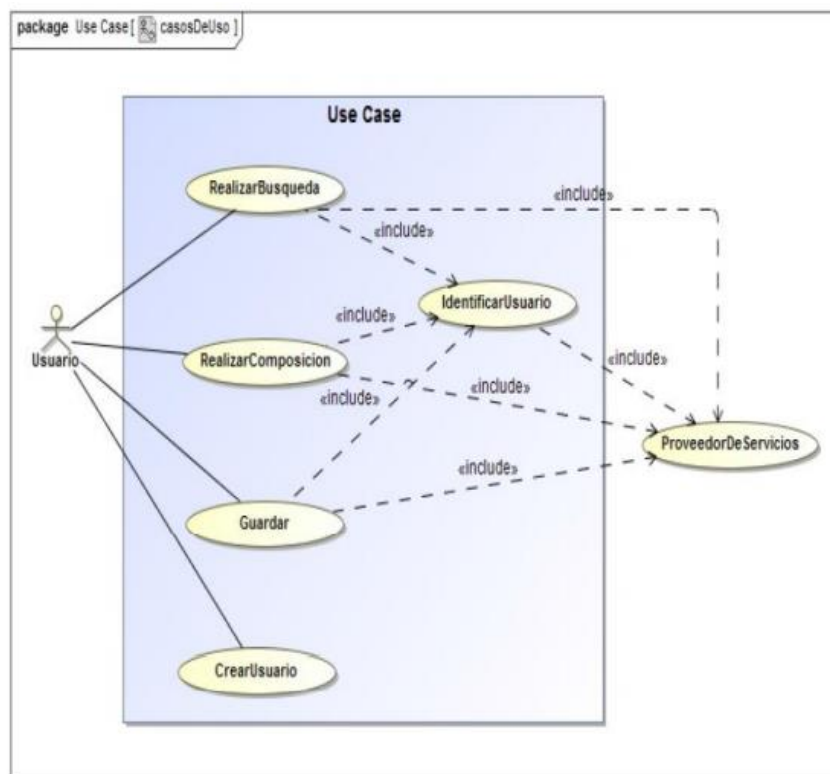 package Use Case [ casosDeUso ]
Use Case
RealizarBusqueda
«include»
«include»
IdentificarUsuario
«include»
Usuario
RealizarComposicion
«include»
«include»
«include»
ProveedorDeServicios
«include»
Guardar
CrearUsuario